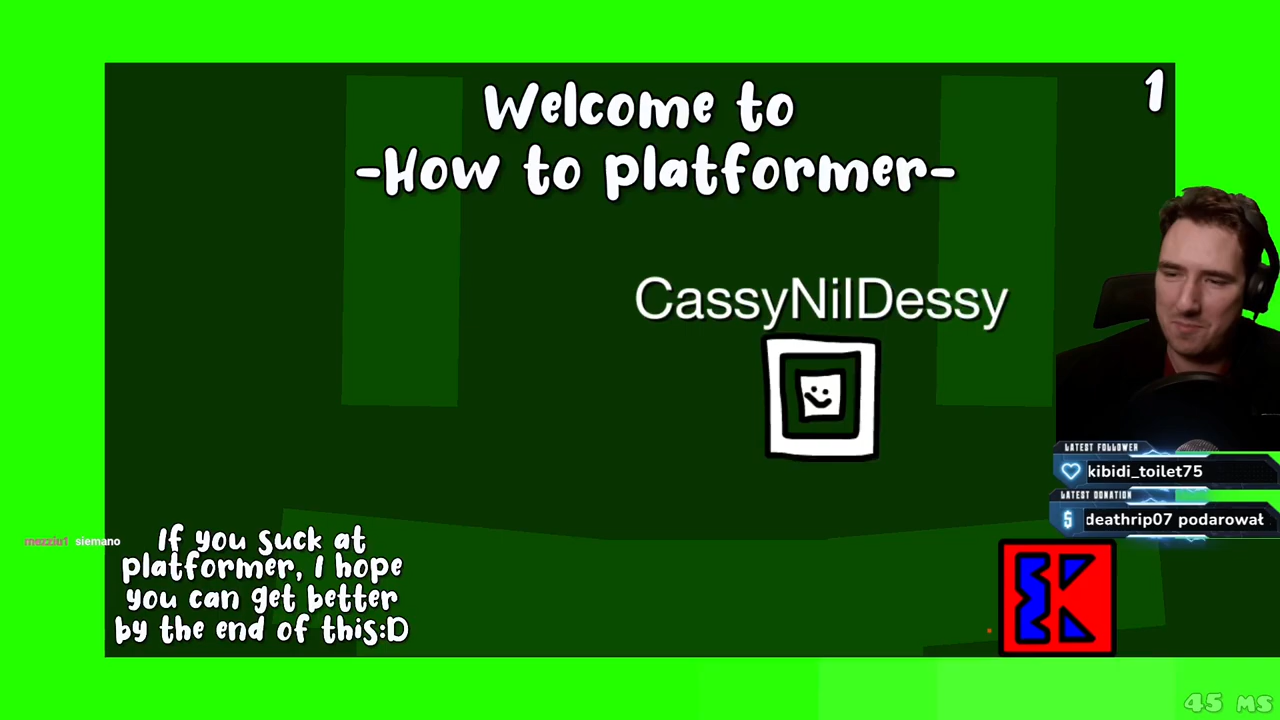 Welcome to
-How to platformer-
1
CassyNilDessy
LATEST FOLLOWER
kibidi_toilet75
LATEST DONATION
deathrip07 podarował
mezziu1 siemano
If you suck at
platformer, I hope
you can get better
by the end of this:D
45 MS